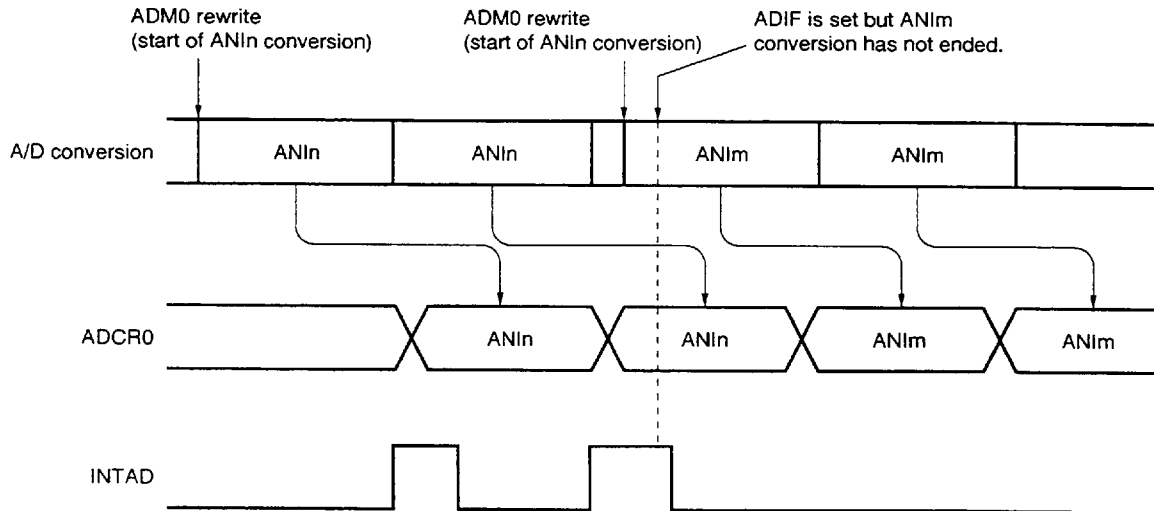 ADM0 rewrite
(start of ANIn conversion)
ADM0 rewrite
(start of ANIn conversion)
ADIF is set but ANIm
conversion has not ended.
A/D conversion
ANIn
ANIn
ANIm
ANIm
ADCR0
ANIn
ANIn
ANIm
ANIm
INTAD